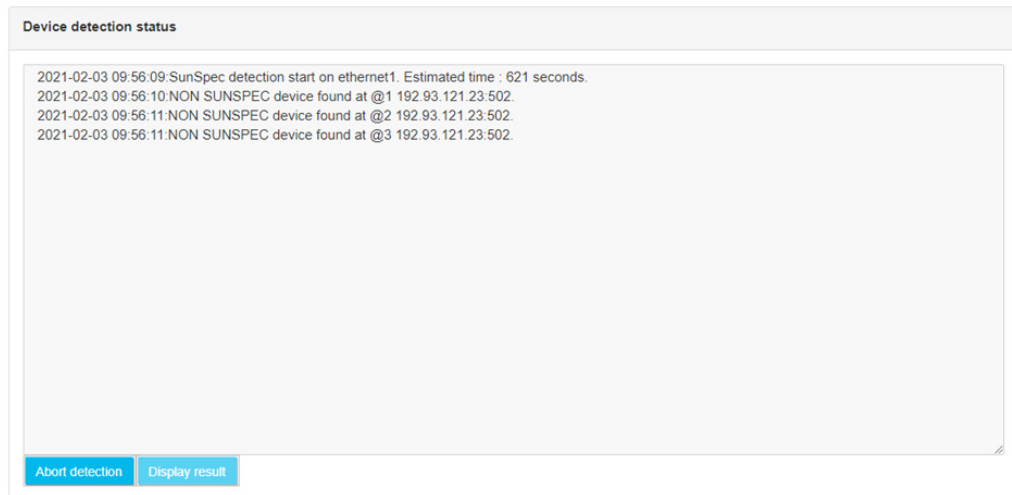 Device detection status
2021-02-03 09:56:09:SunSpec detection start on ethernet1. Estimated time : 621 seconds.
2021-02-03 09:56:10:NON SUNSPEC device found at @1 192.93.121.23:502.
2021-02-03 09:56:11:NON SUNSPEC device found at @2 192.93.121.23:502.
2021-02-03 09:56:11:NON SUNSPEC device found at @3 192.93.121.23:502.
Abort detection Display result